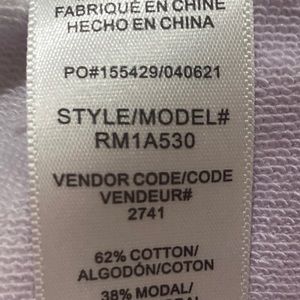 FABRIQUÉ EN CHINE
HECHO EN CHINA
PO#155429/040621
STYLE/MODEL#
RM1A530
VENDOR CODE/CODE
VENDEUR#
2741
62% COTTON/
ALGODÓN/COTON
38% MODAL/